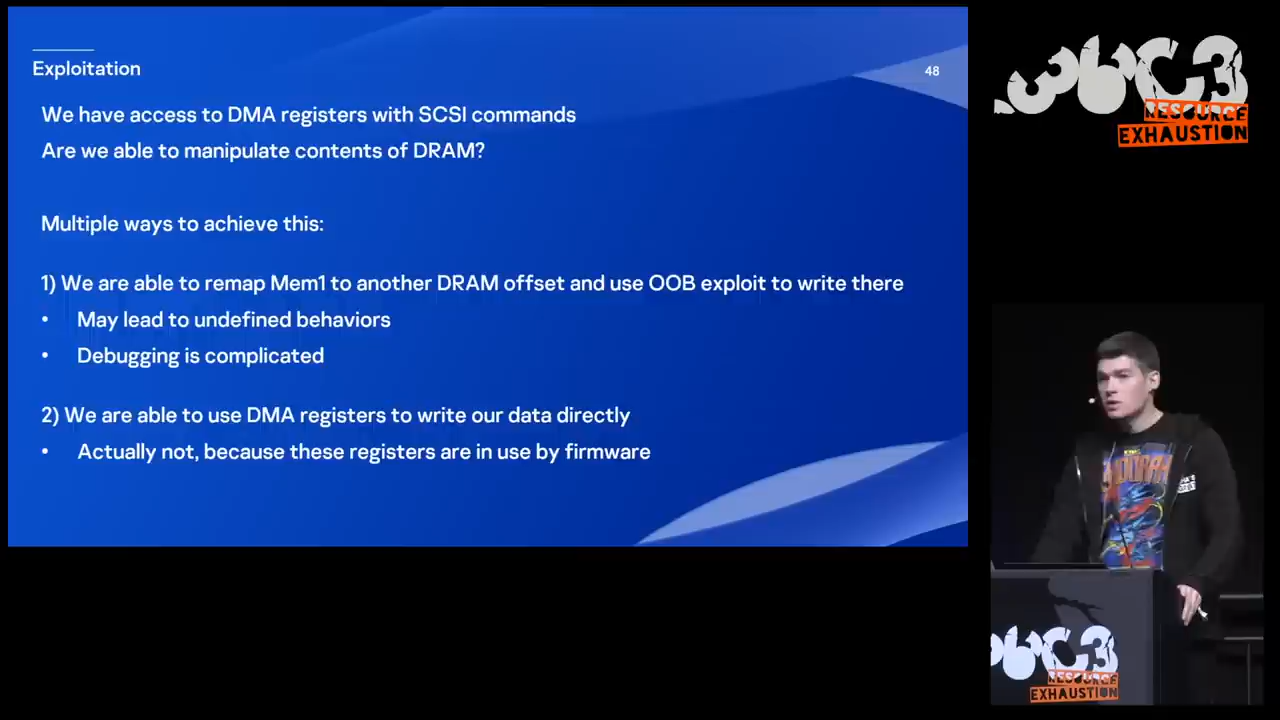 Exploitation
48
We have access to DMA registers with SCSI commands
Are we able to manipulate contents of DRAM?
Multiple ways to achieve this:
1) We are able to remap Mem1 to another DRAM offset and use OOB exploit to write there
• May lead to undefined behaviors
• Debugging is complicated
2) We are able to use DMA registers to write our data directly
• Actually not, because these registers are in use by firmware
38C3
RESOURCE
EXHAUSTION
RESOURCE
EXHAUSTION